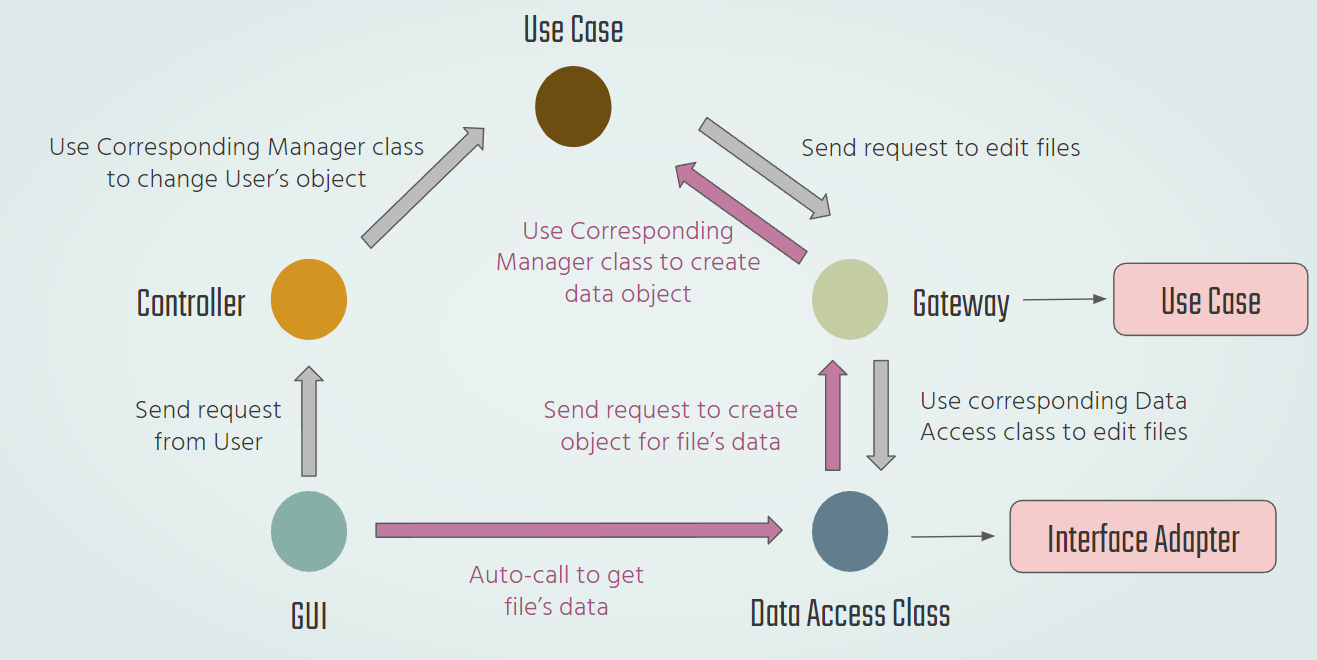 Use Case
Use Corresponding Manager class
to change User's object
Send request to edit files
Use Corresponding
Manager class to create
data object
Controller
Gateway
Use Case
Send request
from User
Send request to create
object for file's data
Use corresponding Data
Access class to edit files
Interface Adapter
Auto-call to get
file's data
GUI
Data Access Class